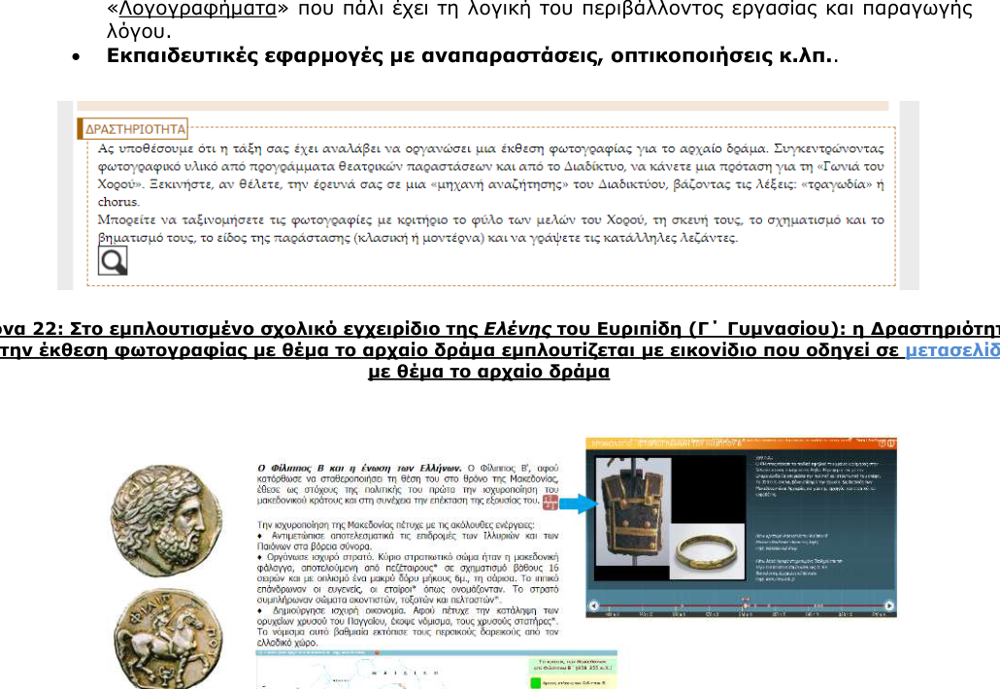 «Λογογραφήματα» που πάλι έχει τη λογική του περιβάλλοντος εργασίας και παραγωγής
λόγου.
• Εκπαιδευτικές εφαρμογές με αναπαραστάσεις, οπτικοποιήσεις κ.λπ..
ΔΡΑΣΤΗΡΙΟΤΗΤΑ
Ας υποθέσουμε ότι η τάξη σας έχει αναλάβει να οργανώσει μια έκθεση φωτογραφίας για το αρχαίο δράμα. Συγκεντρώνοντας
φωτογραφικό υλικό από προγράμματα θεατρικών παραστάσεων και από το Διαδίκτυο, να κάνετε μια πρόταση για τη «Γωνιά του
Χορού». Ξεκινήστε, αν θέλετε, την έρευνά σας σε μια «μηχανή αναζήτησης» του Διαδικτύου, βάζοντας τις λέξεις: «τραγωδία» ή
chorus.
Μπορείτε να ταξινομήσετε τις φωτογραφίες με κριτήριο το φύλο των μελών του Χορού, τη σκευή τους, το σχηματισμό και το
βηματισμό τους, το είδος της παράστασης (κλασική ή μοντέρνα) και να γράψετε τις κατάλληλες λεζάντες.
να 22: Στο εμπλουτισμένο σχολικό εγχειρίδιο της Ελένης του Ευριπίδη (Γ΄ Γυμνασίου): η Δραστηριότητ
την έκθεση φωτογραφίας με θέμα το αρχαίο δράμα εμπλουτίζεται με εικονίδιο που οδηγεί σε μετασελίδ
με θέμα το αρχαίο δράμα
Ο Φίλιππος Β και η ένωση των Ελλήνων. Ο Φίλιππος Β', αφού
κατόρθωσε να σταθεροποιήσει τη θέση του στο θρόνο της Μακεδονίας,
έθεσε ως στόχους της πολιτικής του πρώτα την ισχυροποίηση του
μακεδονικού κράτους και στη συνέχεια την επέκταση της εξουσίας του.
Την ισχυροποίηση της Μακεδονίας πέτυχε με τις ακόλουθες ενέργειες:
♦ Αντιμετώπισε αποτελεσματικά τις επιδρομές των Ιλλυριών και των
Παιόνων στα βόρεια σύνορα.
♦ Οργάνωσε ισχυρό στρατό. Κύριο στρατιωτικό σώμα ήταν η μακεδονική
φάλαγγα, αποτελούμενη από πεζέταιρους* σε σχηματισμό βάθους 16
σειρών και με οπλισμό ένα μακρύ δόρυ μήκους 6μ., τη σάρισα. Το ιππικό
επάνδρωναν οι ευγενείς, οι εταίροι* όπως ονομάζονταν. Το στρατό
συμπλήρωναν σώματα ακοντιστών, τοξοτών και πελταστών*.
♦ Δημιούργησε ισχυρή οικονομία. Αφού πέτυχε την κατάληψη των
ορυχείων χρυσού του Παγγαίου, έκοψε νόμισμα, τους χρυσούς στατήρες*.
Το νόμισμα αυτό βαθμιαία εκτόπισε τους περσικούς δαρεικούς από τον
ελλαδικό χώρο.